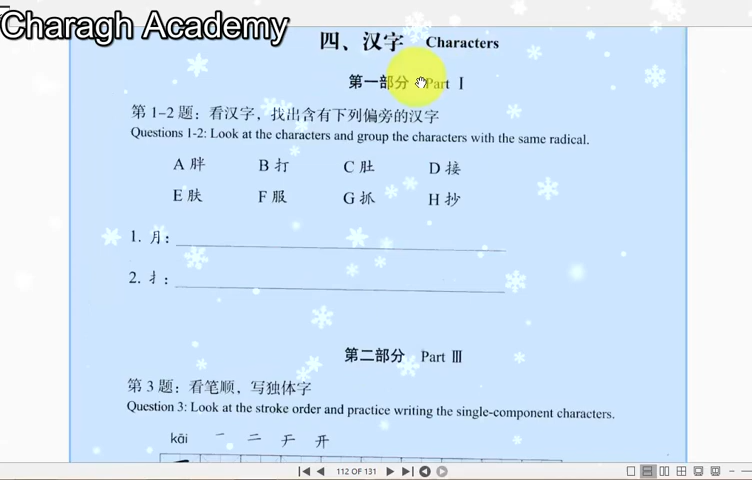 Charagh Academy
四、汉字 Characters
第一部分 Part Ⅰ
第 1-2 题：看汉字，找出含有下列偏旁的汉字
Questions 1-2: Look at the characters and group the characters with the same radical.
A 胖 B 打 C 肚 D 接
E 肤 F 服 G 抓 H 抄
1. 月：
2. 扌：
第二部分 Part Ⅲ
第 3 题：看笔顺，写独体字
Question 3: Look at the stroke order and practice writing the single-component characters.
kāi 一 二 于 开
112 OF 131